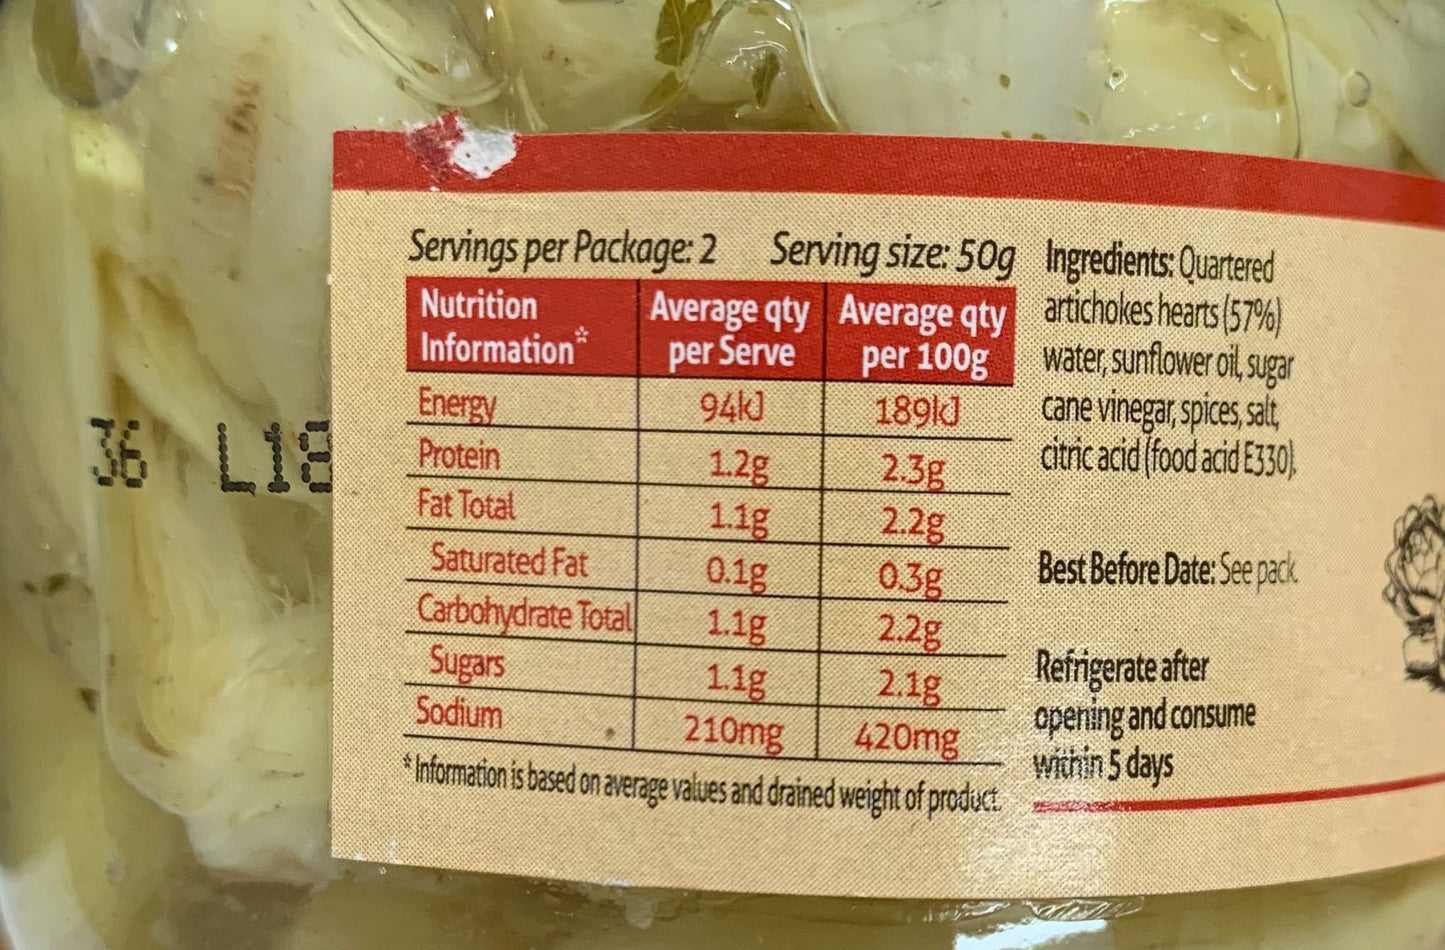 Servings per Package: 2 Serving size: 50g
Nutrition Information* Average qty per Serve Average qty per 100g
Energy 94kJ 189kJ
Protein 1.2g 2.3g
Fat Total 1.1g 2.2g
Saturated Fat 0.1g 0.3g
Carbohydrate Total 1.1g 2.2g
Sugars 1.1g 2.1g
Sodium 210mg 420mg
* Information is based on average values and drained weight of product.
Ingredients: Quartered
artichokes hearts (57%)
water, sunflower oil, sugar
cane vinegar, spices, salt,
citric acid (food acid E330).
Best Before Date: See pack.
Refrigerate after
opening and consume
within 5 days
36